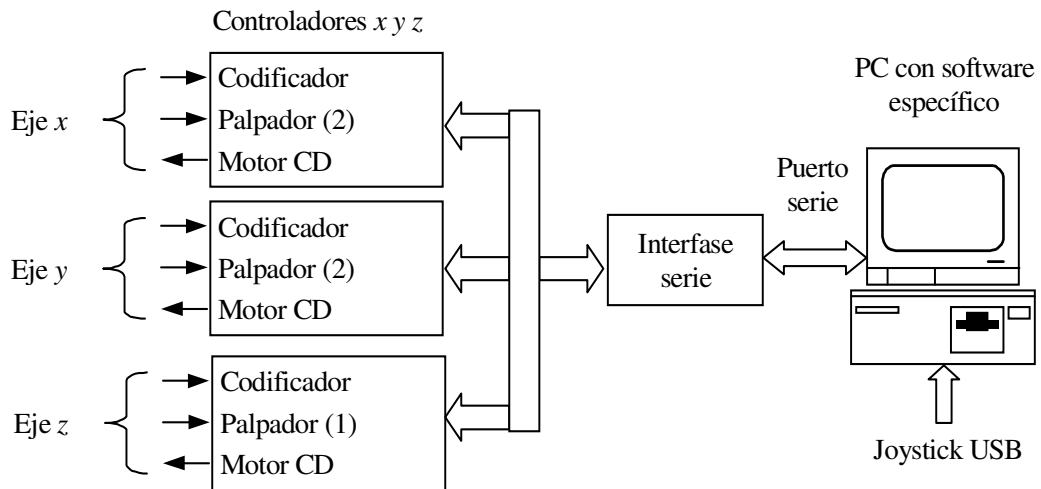 Controladores x y z
Eje x
Codificador
Palpador (2)
Motor CD
Eje y
Codificador
Palpador (2)
Motor CD
Eje z
Codificador
Palpador (1)
Motor CD
Interfase
serie
Puerto
serie
PC con software
específico
Joystick USB